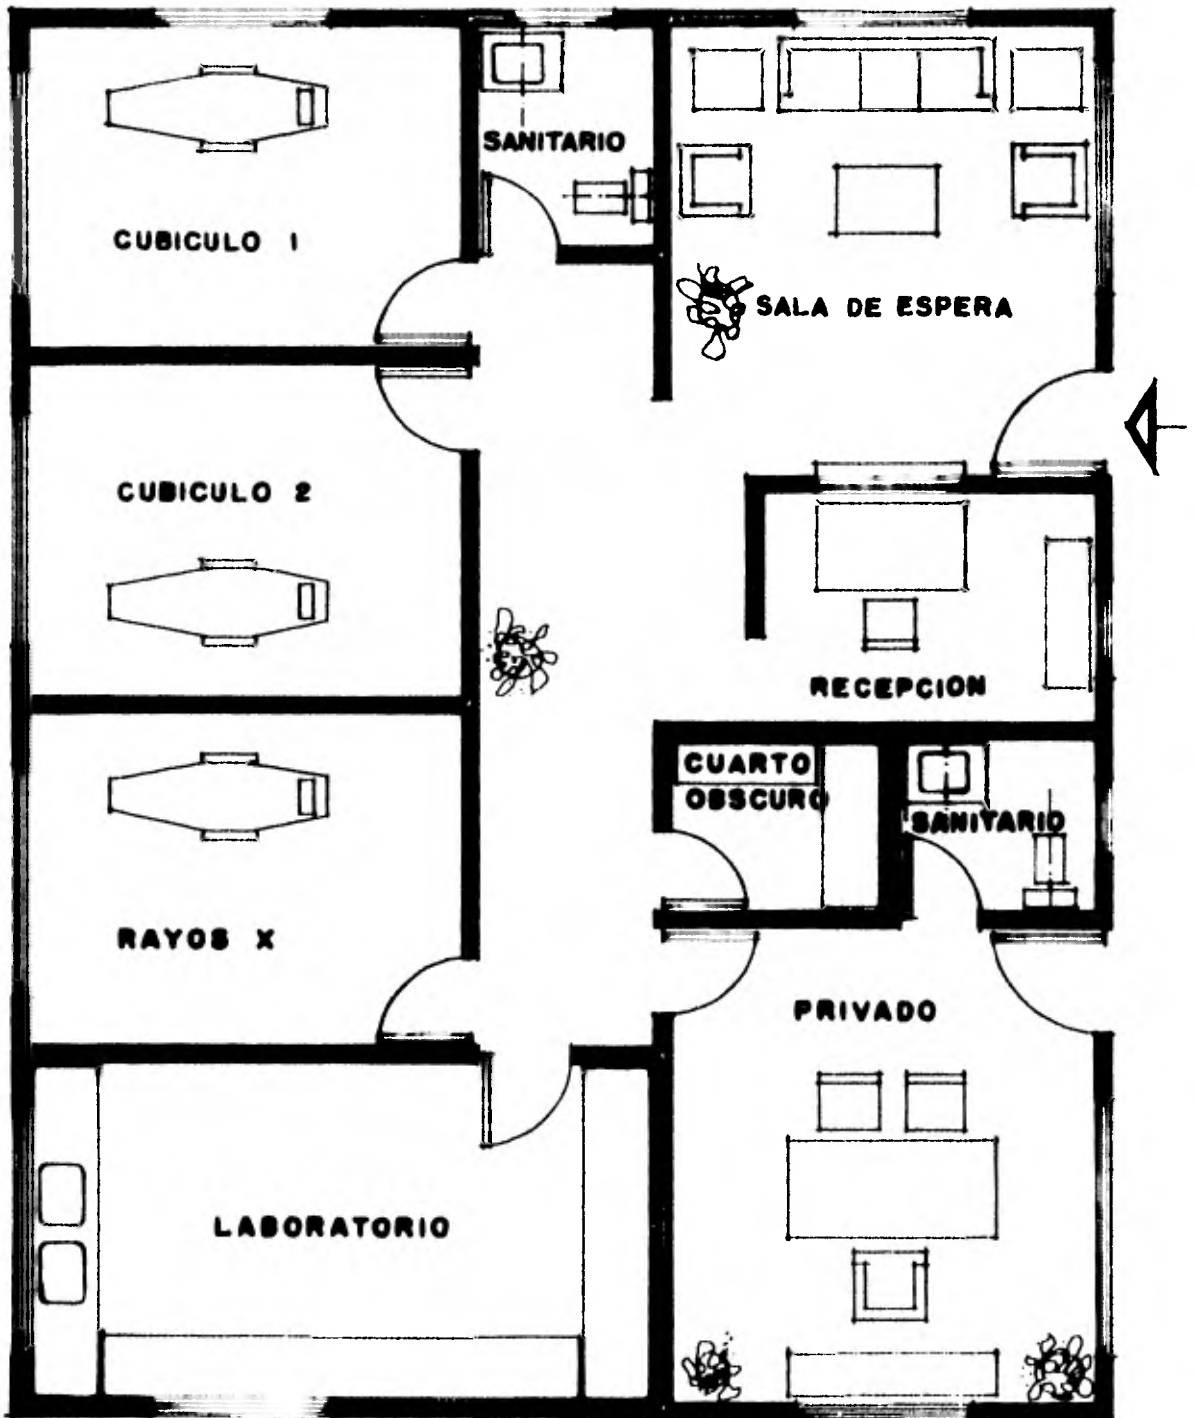 SANITARIO
CUBICULO 1
SALA DE ESPERA
CUBICULO 2
RECEPCION
CUARTO
OBSCURO
SANITARIO
RAYOS X
PRIVADO
LABORATORIO